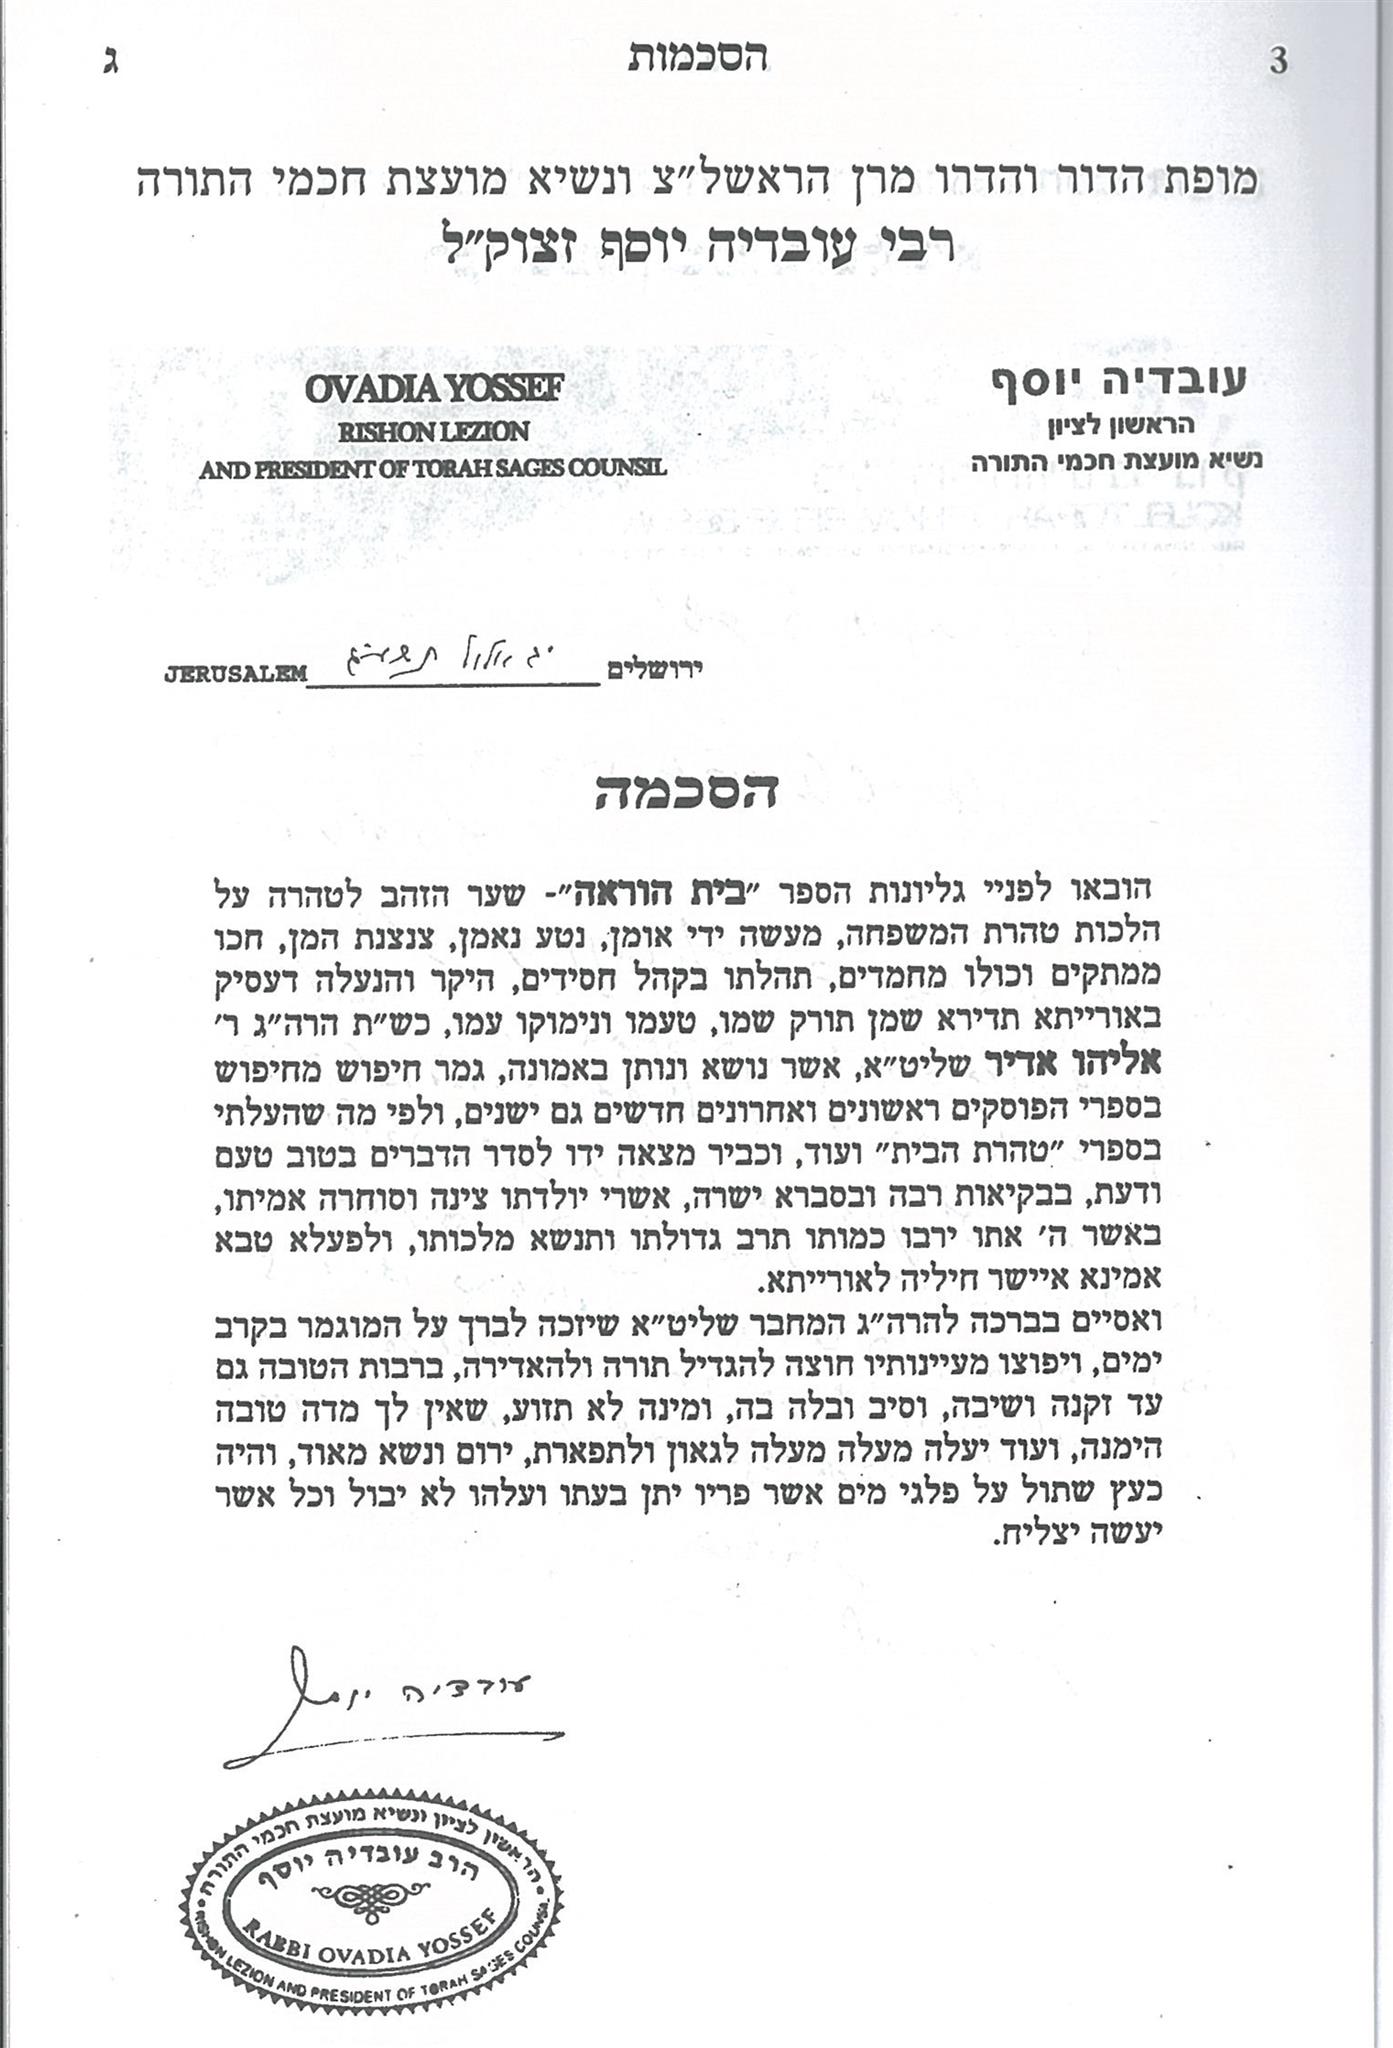 3 הסכמות ג
מופת הדור והדרו מרן הראשל״צ ונשיא מועצת חכמי התורה
רבי עובדיה יוסף זצוק״ל
עובדיה יוסף
הראשון לציון
נשיא מועצת חכמי התורה
OVADIA YOSSEF
RISHON LEZION
AND PRESIDENT OF TORAH SAGES COUNSIL
ירושלים יג אלול תשע״ג JERUSALEM
הסכמה
הובאו לפניי גליונות הספר ״בית הוראה״- שער הזהב לטהרה על
הלכות טהרת המשפחה, מעשה ידי אומן, נטע נאמן, צנצנת המן, חכו
ממתקים וכולו מחמדים, תהלתו בקהל חסידים, היקר והנעלה דעסיק
באורייתא תדירא שמן תורק שמו, טעמו ונימוקו עמו, כש״ת הרה״ג ר׳
אליהו אדיר שליט״א, אשר נושא ונותן באמונה, גמר חיפוש מחיפוש
בספרי הפוסקים ראשונים ואחרונים חדשים גם ישנים, ולפי מה שהעלתי
בספרי ״טהרת הבית״ ועוד, וכביר מצאה ידו לסדר הדברים בטוב טעם
ודעת, בבקיאות רבה ובסברא ישרה, אשרי יולדתו צינה וסוחרה אמיתו,
באשר ה׳ אתו ירבו כמותו תרב גדולתו ותנשא מלכותו, ולפעלא טבא
אמינא איישר חיליה לאורייתא.
ואסיים בברכה להרה״ג המחבר שליט״א שיזכה לברך על המוגמר בקרב
ימים, ויפוצו מעיינותיו חוצה להגדיל תורה ולהאדירה, ברבות הטובה גם
עד זקנה ושיבה, וסיב ובלה בה, ומינה לא תזוע, שאין לך מדה טובה
הימנה, ועוד יעלה מעלה מעלה לגאון ולתפארת, ירום ונשא מאוד, והיה
כעץ שתול על פלגי מים אשר פריו יתן בעתו ועלהו לא יבול וכל אשר
יעשה יצליח.
עובדיה יוסף
הראשון לציון ונשיא מועצת חכמי התורה
הרב עובדיה יוסף
RABBI OVADIA YOSSEF
RISHON LEZION AND PRESIDENT OF TORAH SAGES COUNSIL